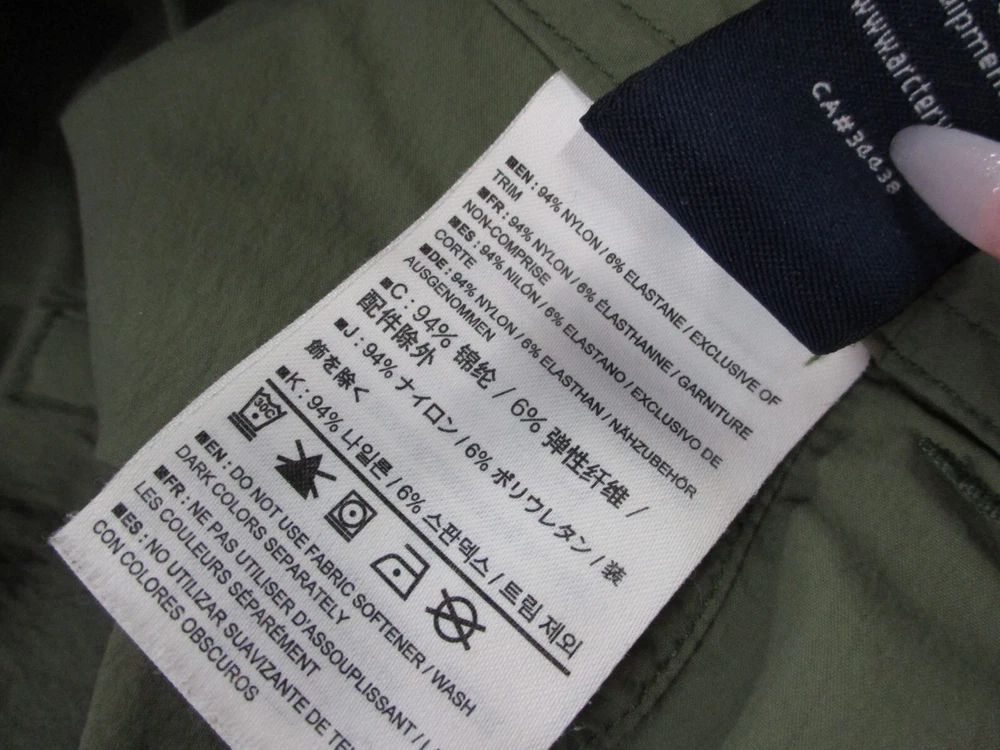 uipmen
www.arctery
CA#34438
EN : 94% NYLON / 6% ELASTANE / EXCLUSIVE OF
TRIM
FR : 94% NYLON / 6% ÉLASTHANNE / GARNITURE
NON-COMPRISE
ES : 94% NILÓN / 6% ELASTANO / EXCLUSIVO DE
CORTE
DE : 94% NYLON / 6% ELASTHAN / NÄHZUBEHÖR
AUSGENOMMEN
C : 94% 锦纶 / 6% 弹性纤维 /
配件除外
J : 94% ナイロン / 6% ポリウレタン / 装
飾を除く
K : 94% 나일론 / 6% 스판덱스 / 트림 제외
30C
EN : DO NOT USE FABRIC SOFTENER / WASH
DARK COLORS SEPARATELY
FR : NE PAS UTILISER D'ASSOUPLISSANT /
LES COULEURS SÉPARÉMENT
ES : NO UTILIZAR SUAVIZANTE DE
CON COLORES OBSCUROS